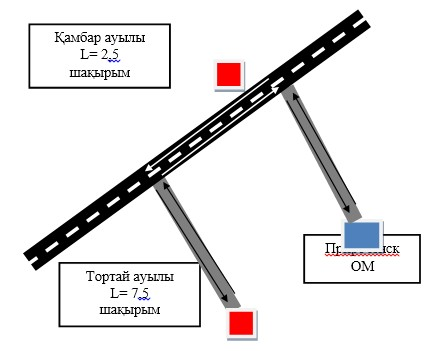 Қамбар ауылы
L= 2,5
шақырым
Тортай ауылы
L= 7,5
шақырым
ОМ